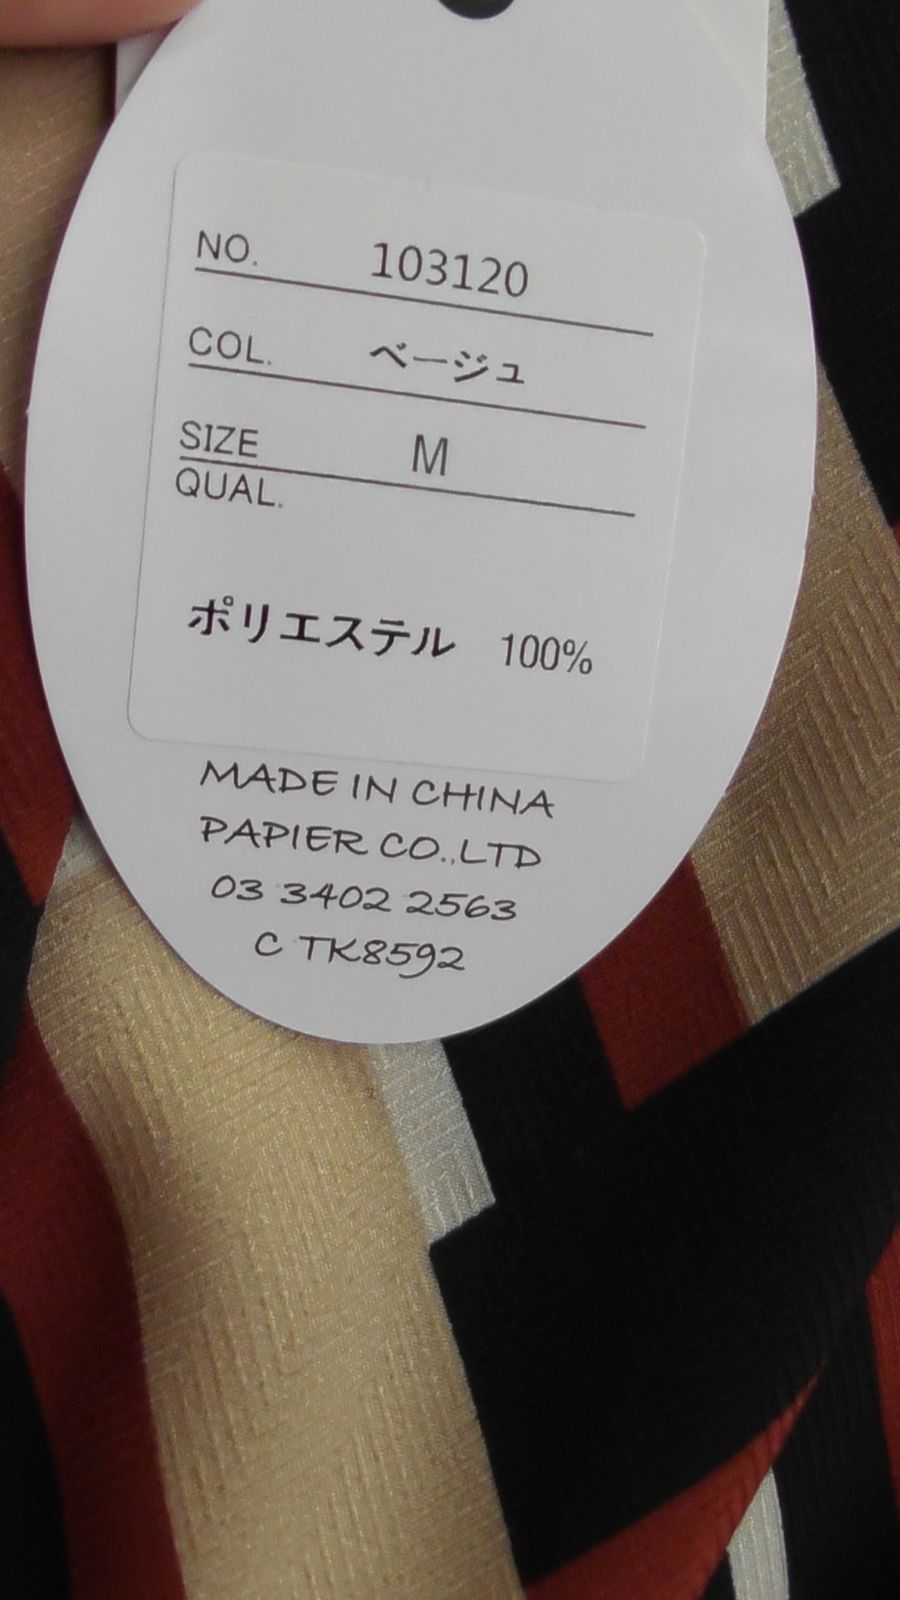 NO. 103120
COL. ベージュ
SIZE M
QUAL.
ポリエステル 100%
MADE IN CHINA
PAPIER CO.,LTD
03 3402 2563
C TK8592